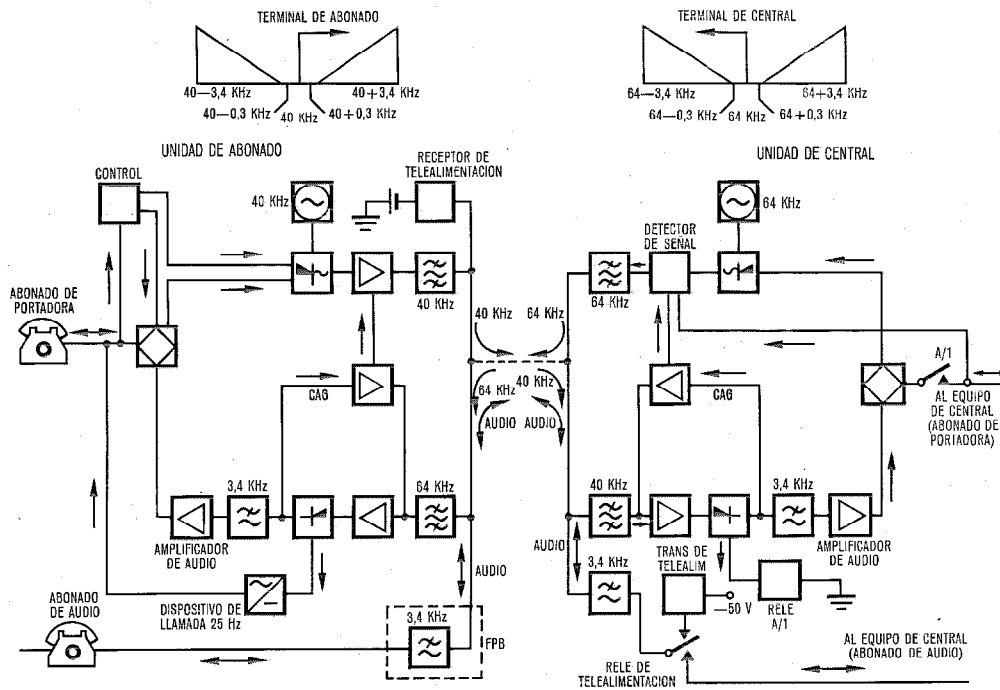 TERMINAL DE ABONADO
40—3,4 KHz
40+3,4 KHz
40—0,3 KHz
40 KHz
40+0,3 KHz
TERMINAL DE CENTRAL
64—3,4 KHz
64+3,4 KHz
64—0,3 KHz
64 KHz
64+0,3 KHz
UNIDAD DE ABONADO
CONTROL
40 KHz
RECEPTOR DE
TELEALIMENTACION
40 KHz
ABONADO DE
PORTADORA
CAG
64 KHz
3,4 KHz
AMPLIFICADOR
DE AUDIO
DISPOSITIVO DE
LLAMADA 25 Hz
AUDIO
ABONADO
DE AUDIO
3,4 KHz
FPB
40 KHz
64 KHz
64 KHz
40 KHz
AUDIO
AUDIO
UNIDAD DE CENTRAL
64 KHz
DETECTOR
DE SEÑAL
64 KHz
CAG
A/1
AL EQUIPO
DE CENTRAL
(ABONADO DE
PORTADORA)
40 KHz
3,4 KHz
AUDIO
3,4 KHz
TRANS DE
TELEALIM
—50 V
RELE
A/1
AMPLIFICADOR
DE AUDIO
RELE DE
TELEALIMENTACION
AL EQUIPO DE CENTRAL
(ABONADO DE AUDIO)